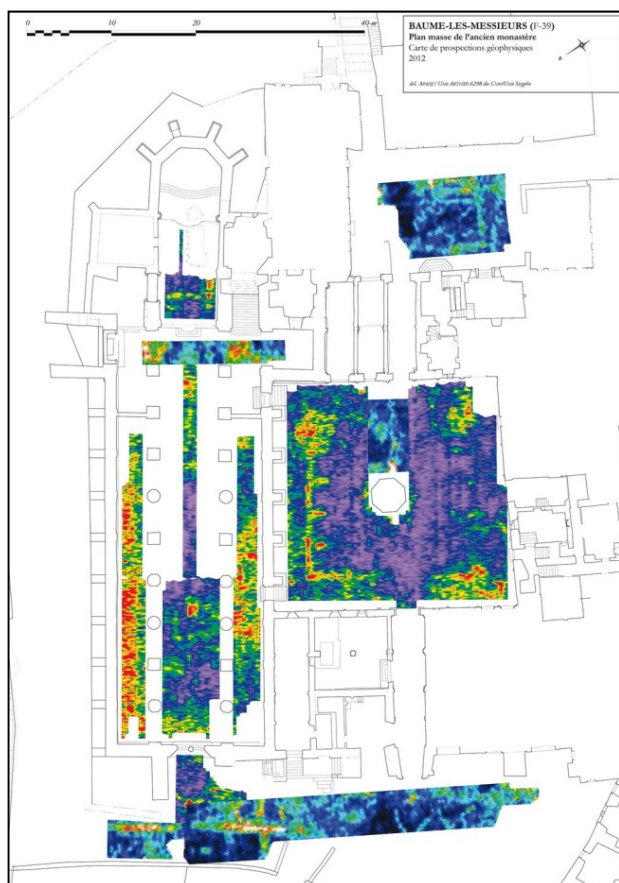 0 10 20 40 m
BAUME-LES-MESSIEURS (F-39)
Plan masse de l'ancien monastère
Carte de prospections géophysiques
2012